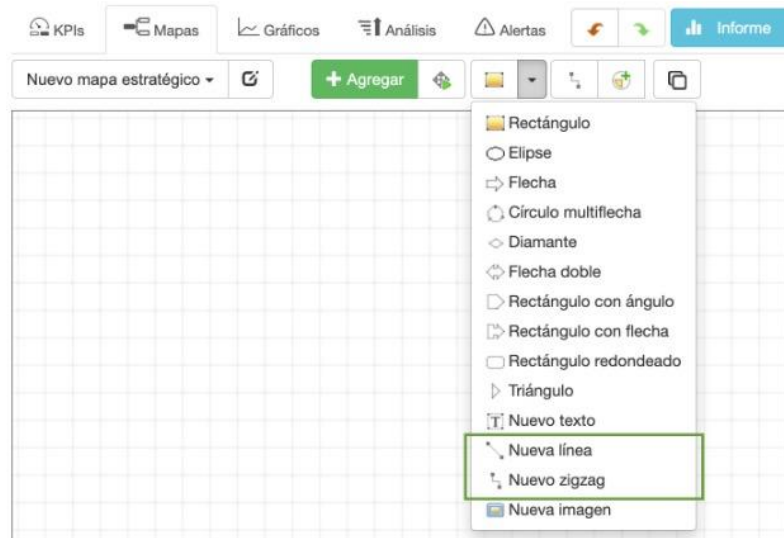 KPIs Mapas Gráficos Análisis Alertas Informe
Nuevo mapa estratégico Agregar
Rectángulo
Elipse
Flecha
Círculo multiflecha
Diamante
Flecha doble
Rectángulo con ángulo
Rectángulo con flecha
Rectángulo redondeado
Triángulo
T Nuevo texto
Nueva línea
Nuevo zigzag
Nueva imagen